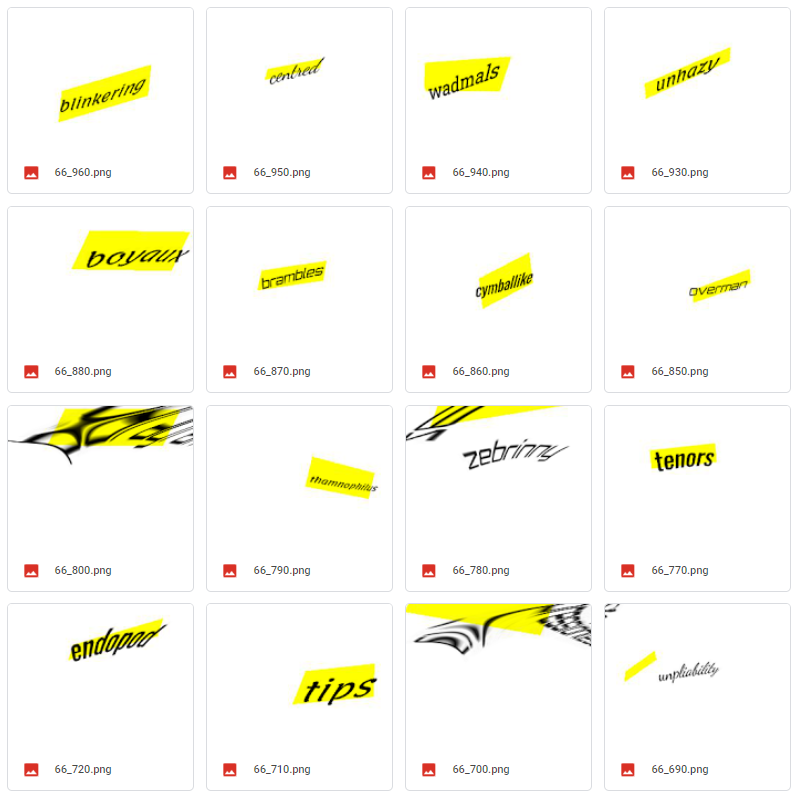 blinkering
centred
wadmals
unhazy
66_960.png
66_950.png
66_940.png
66_930.png
boyaux
brambles
cymballike
overman
66_880.png
66_870.png
66_860.png
66_850.png
thamnophilus
zebrinny
tenors
66_800.png
66_790.png
66_780.png
66_770.png
endopod
tips
unpliability
66_720.png
66_710.png
66_700.png
66_690.png